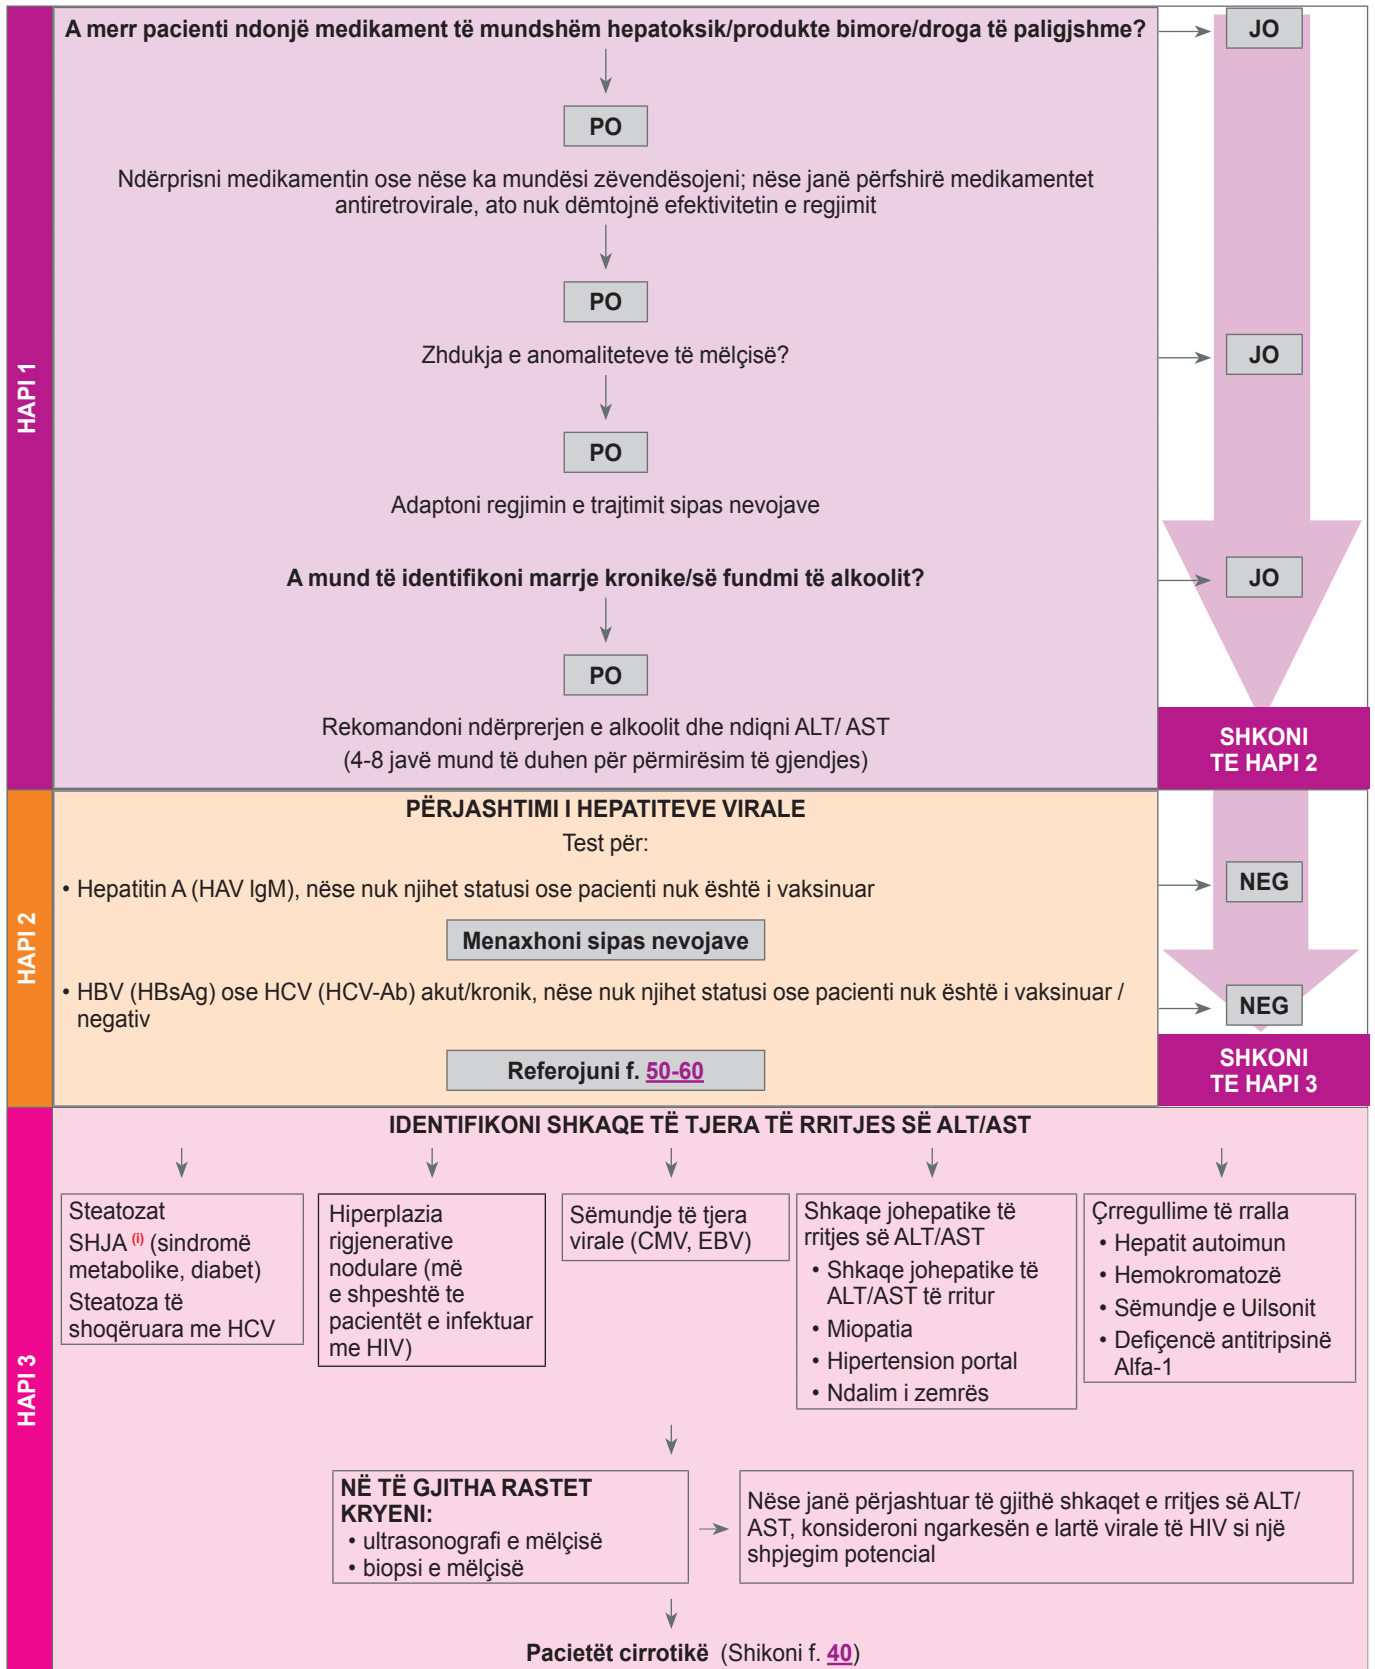 HAPI 1
A merr pacienti ndonjë medikament të mundshëm hepatoksik/produkte bimore/droga të paligjshme?
JO
PO
Ndërprisni medikamentin ose nëse ka mundësi zëvendësojeni; nëse janë përfshirë medikamentet
antiretrovirale, ato nuk dëmtojnë efektivitetin e regjimit
PO
Zhdukja e anomaliteteve të mëlçisë?
JO
PO
Adaptoni regjimin e trajtimit sipas nevojave
A mund të identifikoni marrje kronike/së fundmi të alkoolit?
JO
PO
Rekomandoni ndërprerjen e alkoolit dhe ndiqni ALT/ AST
(4-8 javë mund të duhen për përmirësim të gjendjes)
SHKONI
TE HAPI 2
HAPI 2
PËRJASHTIMI I HEPATITEVE VIRALE
Test për:
• Hepatitin A (HAV IgM), nëse nuk njihet statusi ose pacienti nuk është i vaksinuar
NEG
Menaxhoni sipas nevojave
• HBV (HBsAg) ose HCV (HCV-Ab) akut/kronik, nëse nuk njihet statusi ose pacienti nuk është i vaksinuar /
negativ
NEG
Referojuni f. 50-60
SHKONI
TE HAPI 3
HAPI 3
IDENTIFIKONI SHKAQE TË TJERA TË RRITJES SË ALT/AST
Steatozat
SHJA (i) (sindromë
metabolike, diabet)
Steatoza të
shoqëruara me HCV
Hiperplazia
rigjenerative
nodulare (më
e shpeshtë te
pacientët e infektuar
me HIV)
Sëmundje të tjera
virale (CMV, EBV)
Shkaqe johepatike të
rritjes së ALT/AST
• Shkaqe johepatike të
ALT/AST të rritur
• Miopatia
• Hipertension portal
• Ndalim i zemrës
Çrregullime të rralla
• Hepatit autoimun
• Hemokromatozë
• Sëmundje e Uilsonit
• Defiçencë antitripsinë
Alfa-1
NË TË GJITHA RASTET
KRYENI:
• ultrasonografi e mëlçisë
• biopsi e mëlçisë
Nëse janë përjashtuar të gjithë shkaqet e rritjes së ALT/
AST, konsideroni ngarkesën e lartë virale të HIV si një
shpjegim potencial
Pacietët cirrotikë (Shikoni f. 40)